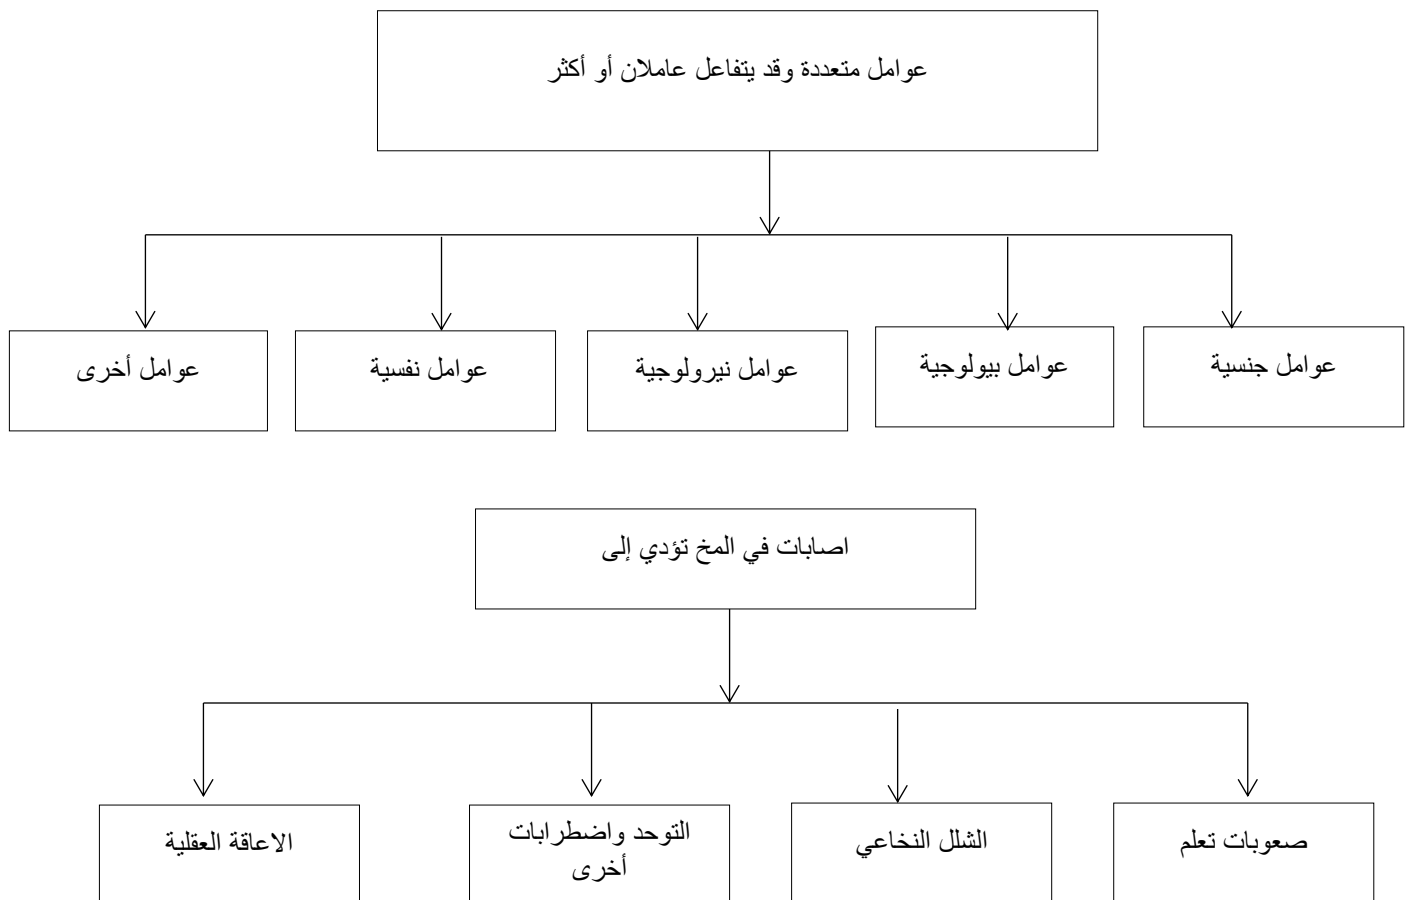 عوامل متعددة وقد يتفاعل عاملان أو أكثر
عوامل جنسية
عوامل بيولوجية
عوامل نيرولوجية
عوامل نفسية
عوامل أخرى
اصابات في المخ تؤدي إلى
صعوبات تعلم
الشلل النخاعي
التوحد واضطرابات
أخرى
الاعاقة العقلية